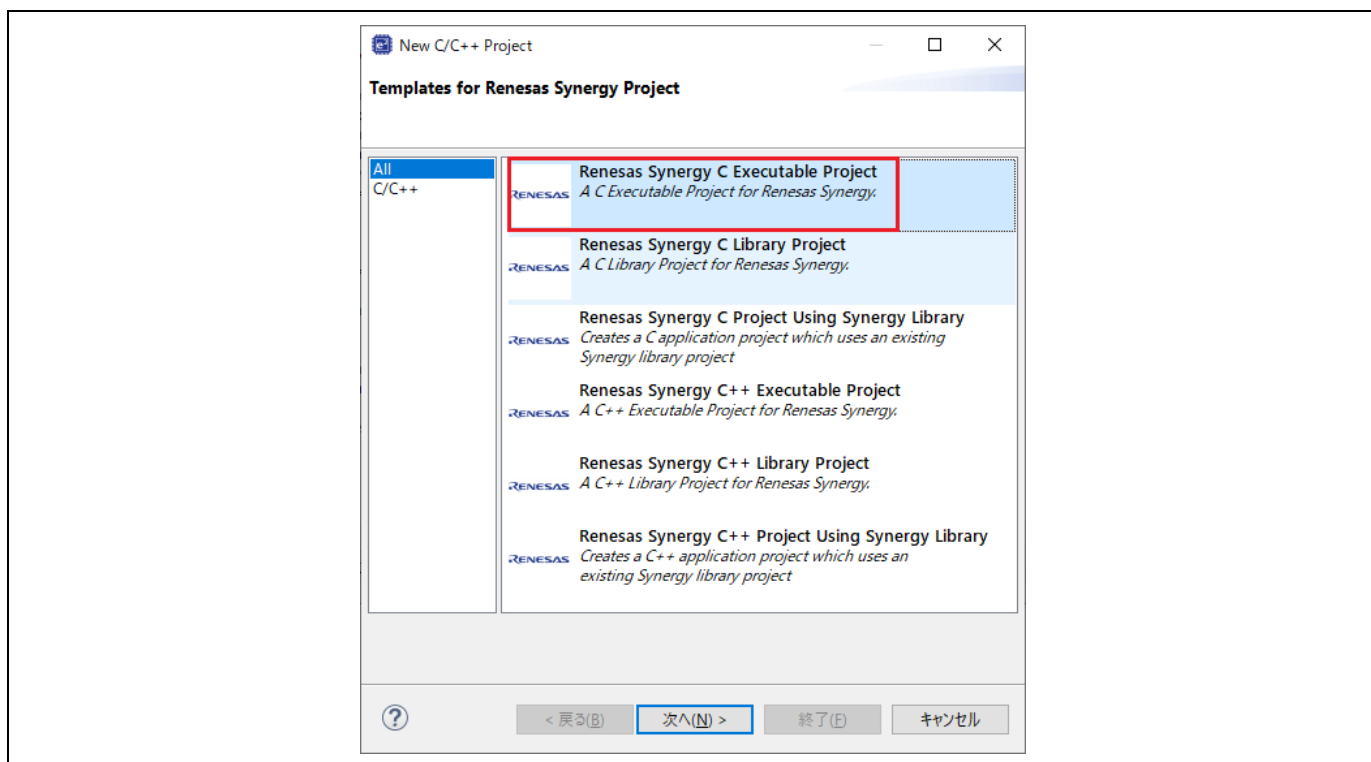 New C/C++ Project
Templates for Renesas Synergy Project
All
C/C++
RENESAS
Renesas Synergy C Executable Project
A C Executable Project for Renesas Synergy.
RENESAS
Renesas Synergy C Library Project
A C Library Project for Renesas Synergy.
RENESAS
Renesas Synergy C Project Using Synergy Library
Creates a C application project which uses an existing
Synergy library project
RENESAS
Renesas Synergy C++ Executable Project
A C++ Executable Project for Renesas Synergy.
RENESAS
Renesas Synergy C++ Library Project
A C++ Library Project for Renesas Synergy.
RENESAS
Renesas Synergy C++ Project Using Synergy Library
Creates a C++ application project which uses an
existing Synergy library project
?
< 戻る(B)
次へ(N) >
終了(F)
キャンセル